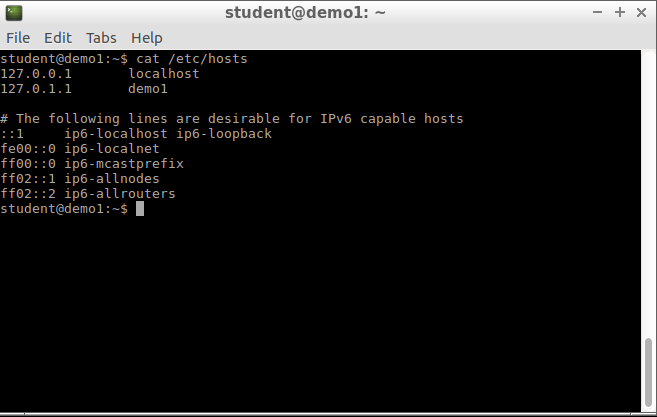 student@demo1: ~
File Edit Tabs Help
student@demo1:~$ cat /etc/hosts
127.0.0.1       localhost
127.0.1.1       demo1
# The following lines are desirable for IPv6 capable hosts
::1     ip6-localhost ip6-loopback
fe00::0 ip6-localnet
ff00::0 ip6-mcastprefix
ff02::1 ip6-allnodes
ff02::2 ip6-allrouters
student@demo1:~$